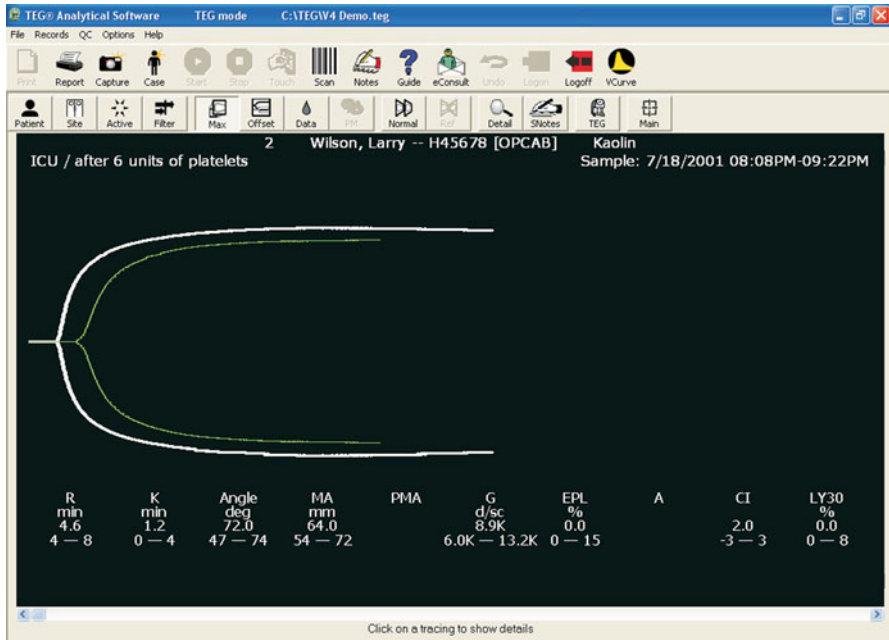 TEG® Analytical Software TEG mode C:\TEG\V4 Demo.teg
File Records QC Options Help
Print Report Capture Case Start Stop Touch Scan Notes Guide eConsult Undo Logon Logoff VCurve
Patient Site Active Filter Max Offset Data PM Normal Ref Detail SNotes TEG Main
2 Wilson, Larry -- H45678 [OPCAB] Kaolin
ICU / after 6 units of platelets Sample: 7/18/2001 08:08PM-09:22PM
R K Angle MA PMA G EPL A CI LY30
min min deg mm d/sc % %
4.6 1.2 72.0 64.0 8.9K 0.0 2.0 0.0
4 — 8 0 — 4 47 — 74 54 — 72 6.0K — 13.2K 0 — 15 -3 — 3 0 — 8
Click on a tracing to show details